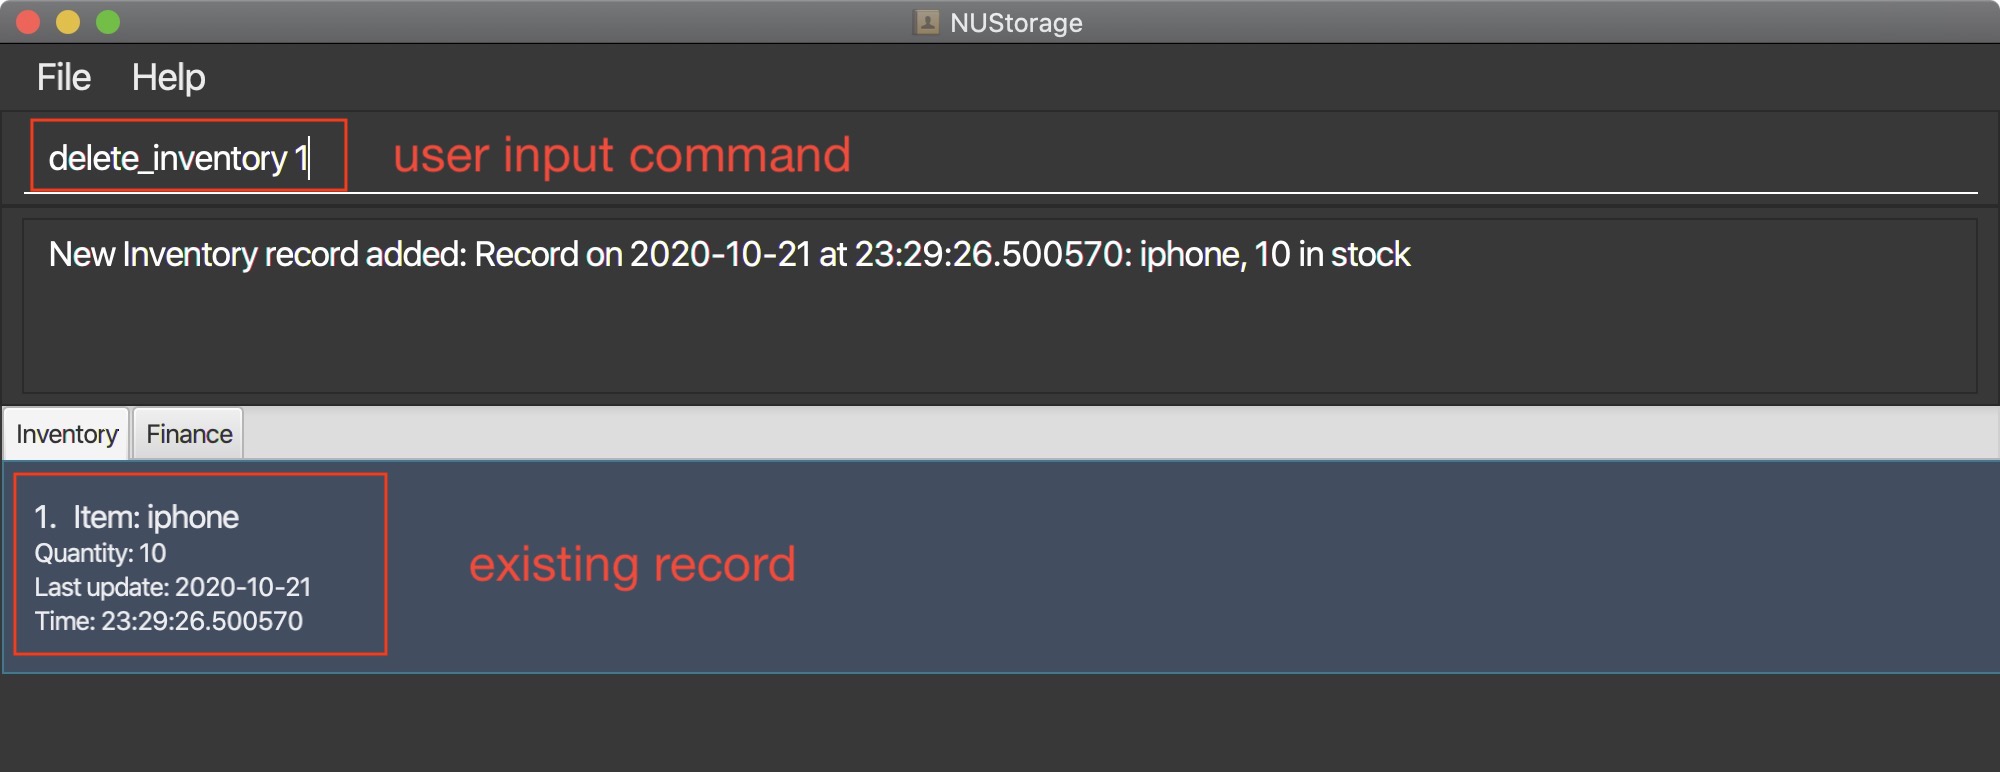 NUStorage
File Help
delete_inventory 1
user input command
New Inventory record added: Record on 2020-10-21 at 23:29:26.500570: iphone, 10 in stock
Inventory Finance
1. Item: iphone
Quantity: 10
Last update: 2020-10-21
Time: 23:29:26.500570
existing record